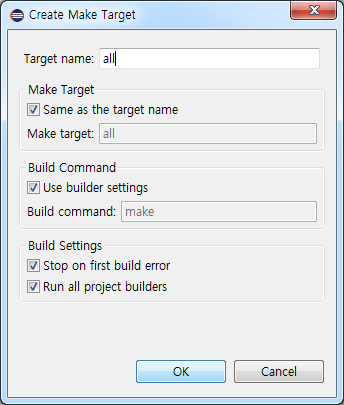 Create Make Target
Target name: all
Make Target
Same as the target name
Make target: all
Build Command
Use builder settings
Build command: make
Build Settings
Stop on first build error
Run all project builders
OK Cancel